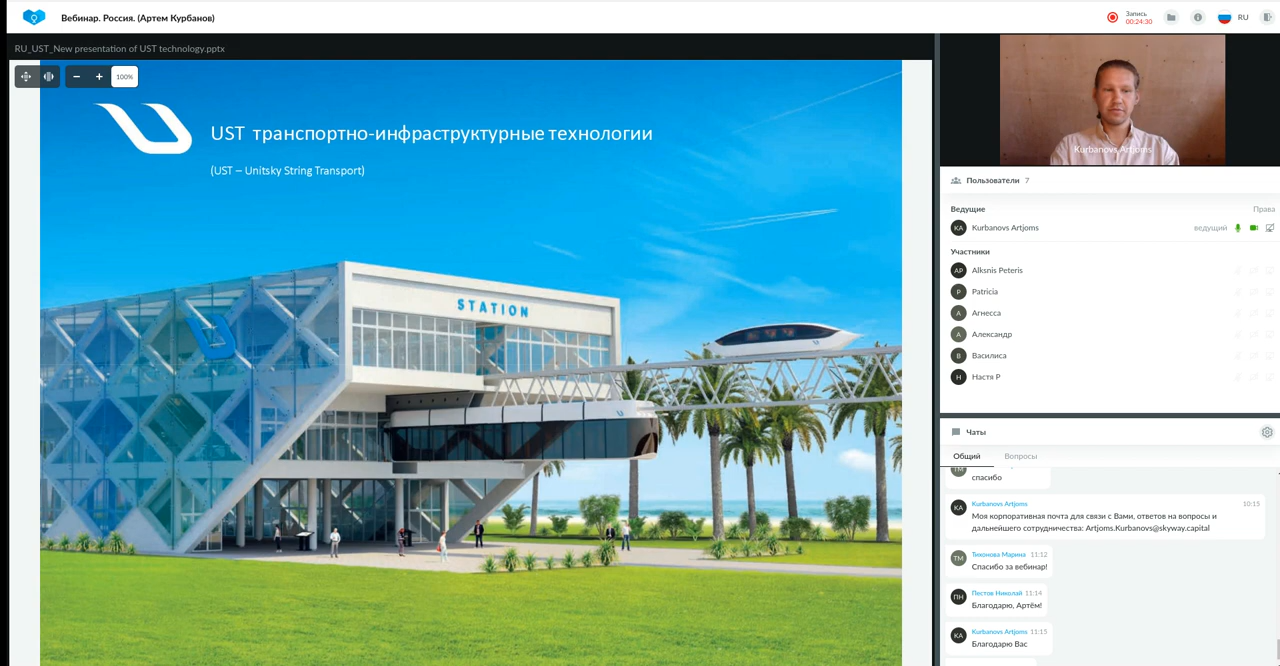 Вебинар. Россия. (Артем Курбанов)
Запись
00:24:30
RU
RU_UST_New presentation of UST technology.pptx
100%
UST транспортно-инфраструктурные технологии
(UST – Unitsky String Transport)
STATION
Kurbanovs Artjoms
Пользователи 7
Ведущие
Права
KA Kurbanovs Artjoms
ведущий
Участники
AP Alksnis Peteris
P Patricia
А Агнесса
А Александр
В Василиса
Н Настя Р
Чаты
Общий
Вопросы
ТМ
спасибо
Kurbanovs Artjoms 10:15
KA
Моя корпоративная почта для связи с Вами, ответов на вопросы и
дальнейшего сотрудничества: Artjoms.Kurbanovs@skyway.capital
Тихонова Марина 11:12
ТМ
Спасибо за вебинар!
Пестов Николай 11:14
ПН
Благодарю, Артём!
Kurbanovs Artjoms 11:15
KA
Благодарю Вас